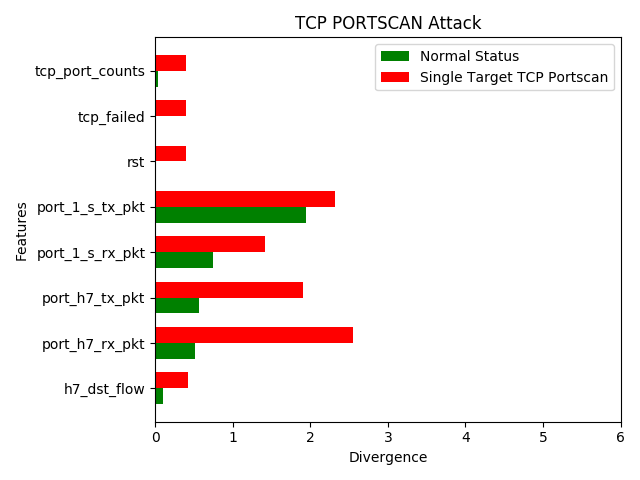 TCP PORTSCAN Attack
Normal Status
Single Target TCP Portscan
Features
tcp_port_counts
tcp_failed
rst
port_1_s_tx_pkt
port_1_s_rx_pkt
port_h7_tx_pkt
port_h7_rx_pkt
h7_dst_flow
0 1 2 3 4 5 6
Divergence